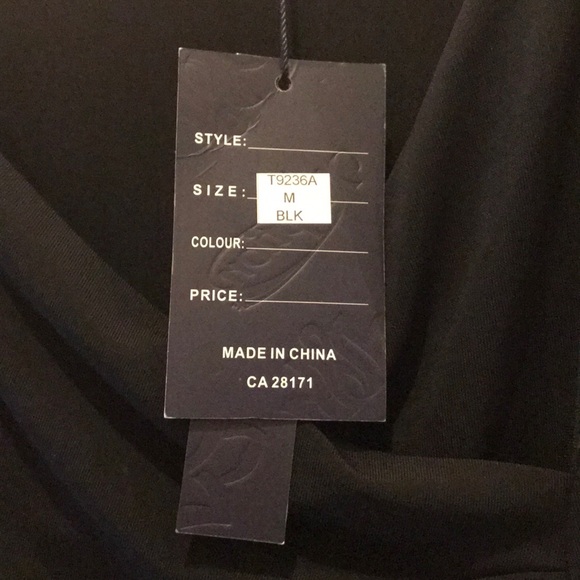 STYLE:
T9236A
SIZE:
M
BLK
COLOUR:
PRICE:
MADE IN CHINA
CA 28171